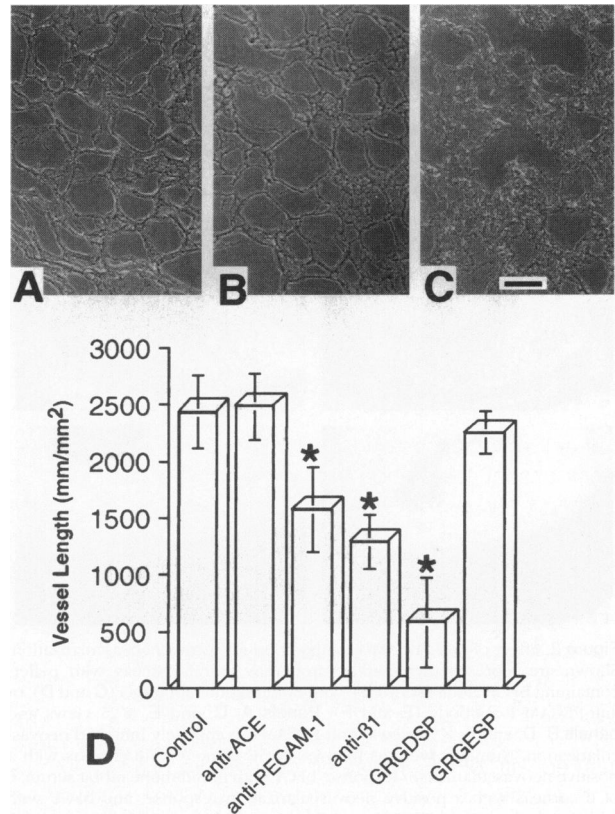 A
B
C
3000
2500
2000
1500
1000
500
0
Vessel Length (mm/mm²)
*
*
*
Control
anti-ACE
anti-PECAM-1
anti-B1
GRGDSP
GRGESP
D